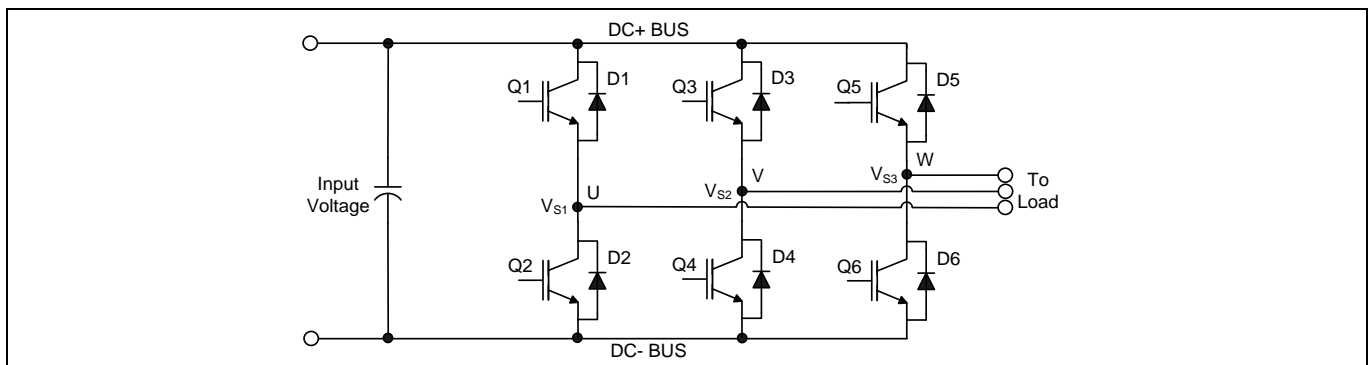 DC+ BUS
Q1
D1
Q3
D3
Q5
D5
Input
Voltage
VS1
U
VS2
V
VS3
W
To
Load
Q2
D2
Q4
D4
Q6
D6
DC- BUS